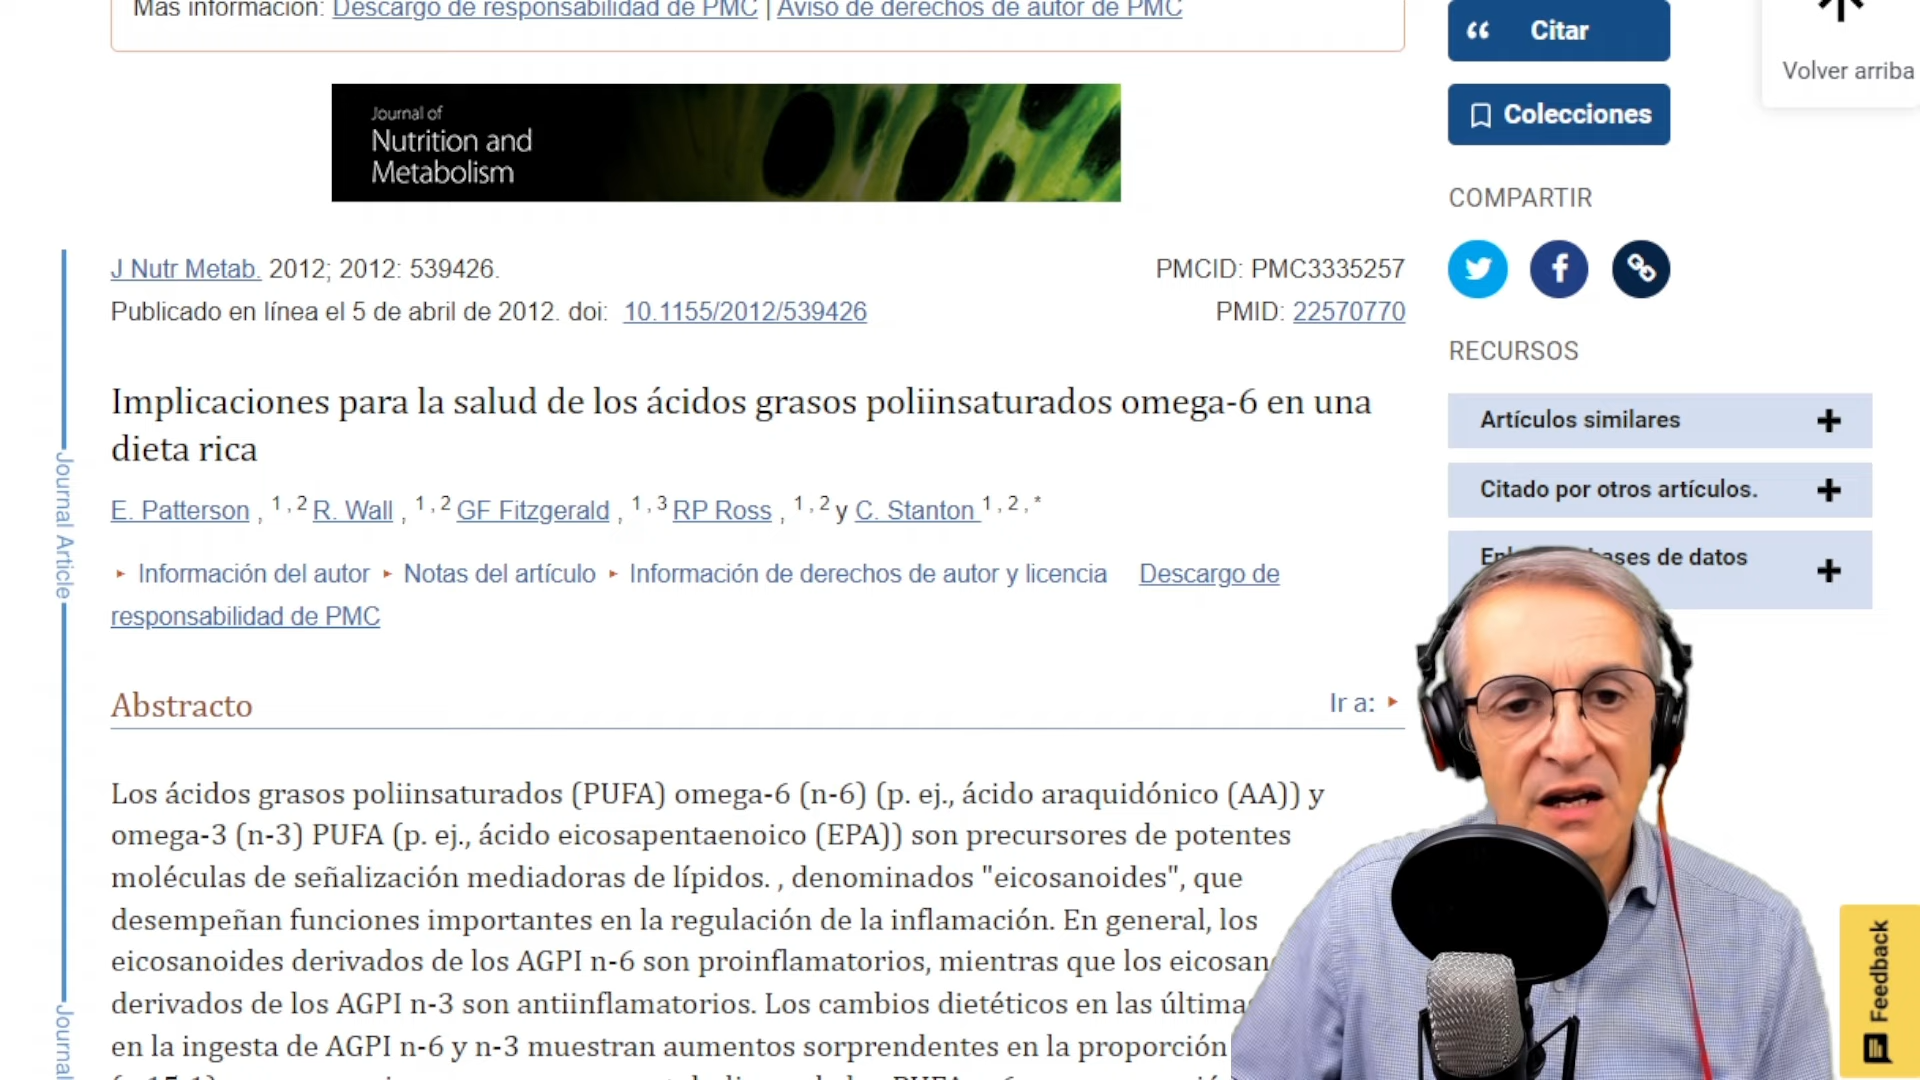 Más información: Descargo de responsabilidad de PMC | Aviso de derechos de autor de PMC
Citar
Volver arriba
Colecciones
Journal of
Nutrition and
Metabolism
COMPARTIR
J Nutr Metab. 2012; 2012: 539426.
PMCID: PMC3335257
Publicado en línea el 5 de abril de 2012. doi: 10.1155/2012/539426
PMID: 22570770
RECURSOS
Implicaciones para la salud de los ácidos grasos poliinsaturados omega-6 en una
dieta rica
Artículos similares
Citado por otros artículos.
bases de datos
E. Patterson , 1 , 2 R. Wall , 1 , 2 GF Fitzgerald , 1 , 3 RP Ross , 1 , 2 y C. Stanton 1 , 2 , *
Información del autor Notas del artículo Información de derechos de autor y licencia Descargo de
responsabilidad de PMC
Journal Article
Journal
Abstracto
Ir a:
Los ácidos grasos poliinsaturados (PUFA) omega-6 (n-6) (p. ej., ácido araquidónico (AA)) y
omega-3 (n-3) PUFA (p. ej., ácido eicosapentaenoico (EPA)) son precursores de potentes
moléculas de señalización mediadoras de lípidos. , denominados "eicosanoides", que
desempeñan funciones importantes en la regulación de la inflamación. En general, los
eicosanoides derivados de los AGPI n-6 son proinflamatorios, mientras que los eicosan
derivados de los AGPI n-3 son antiinflamatorios. Los cambios dietéticos en las última
en la ingesta de AGPI n-6 y n-3 muestran aumentos sorprendentes en la proporción
Feedback